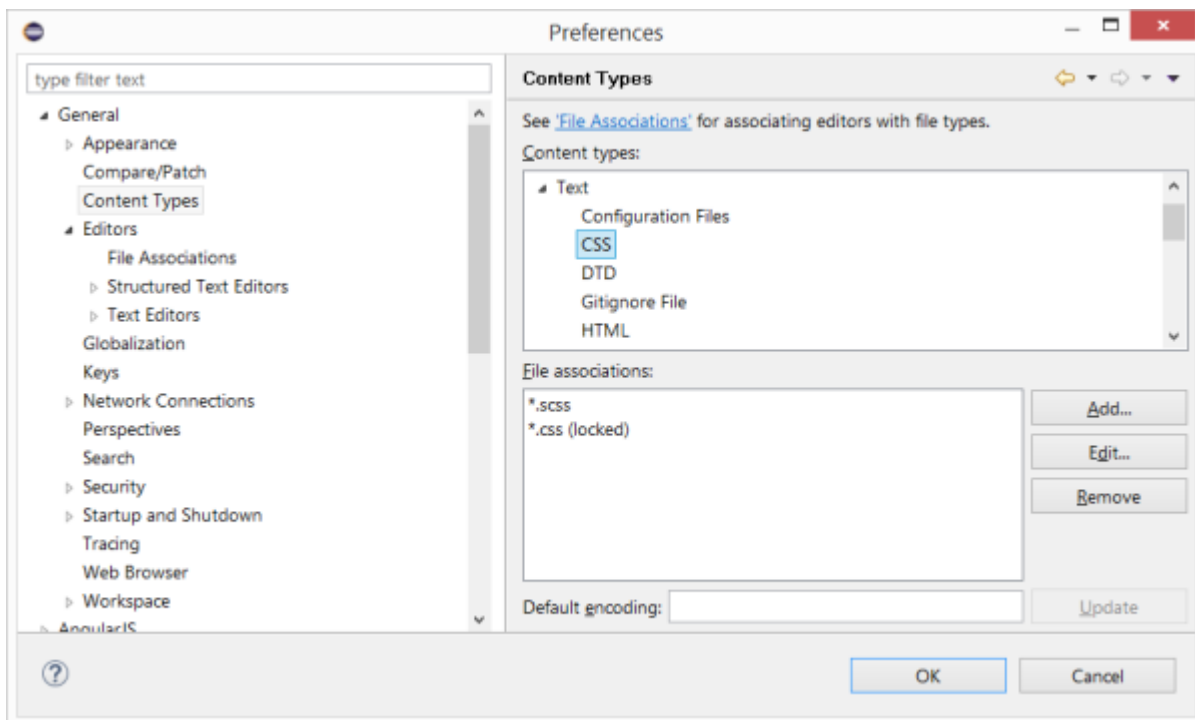 Preferences
type filter text
General
Appearance
Compare/Patch
Content Types
Editors
File Associations
Structured Text Editors
Text Editors
Globalization
Keys
Network Connections
Perspectives
Search
Security
Startup and Shutdown
Tracing
Web Browser
Workspace
AngularJS
Content Types
See 'File Associations' for associating editors with file types.
Content types:
Text
Configuration Files
CSS
DTD
Gitignore File
HTML
File associations:
*.scss
*.css (locked)
Add...
Edit...
Remove
Default encoding:
Update
OK
Cancel